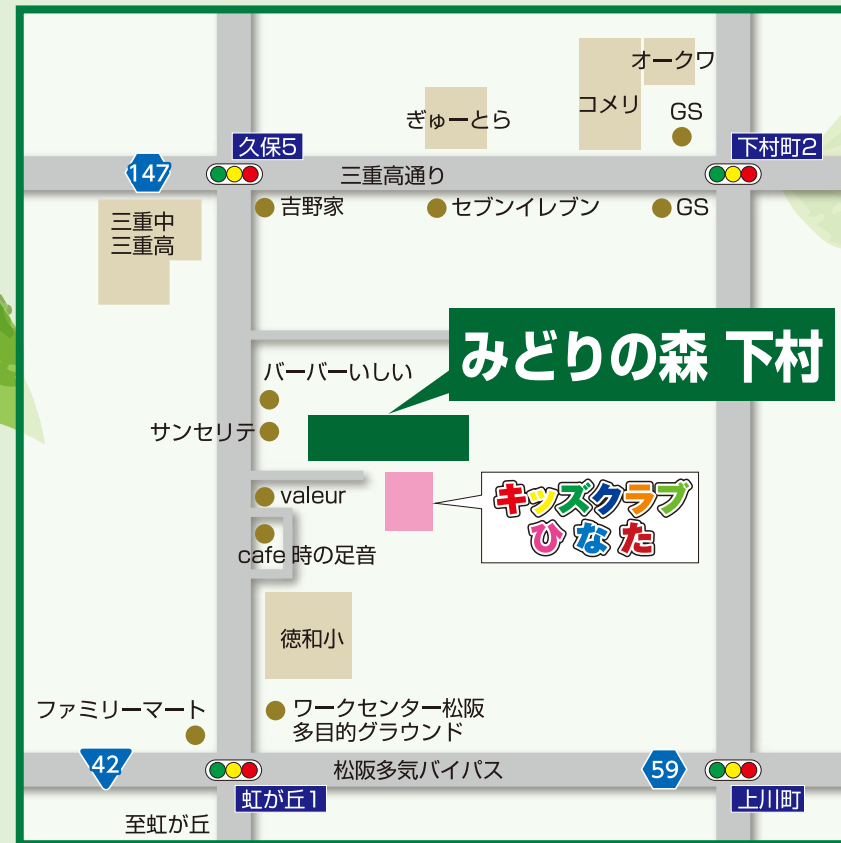 オークワ
コメリ
ぎゅーとら
GS
久保5
下村町2
147
三重高通り
吉野家
セブンイレブン
GS
三重中
三重高
みどりの森 下村
バーバーいしい
サンセリテ
valeur
キッズクラブ
ひなた
cafe 時の足音
徳和小
ファミリーマート
ワークセンター松阪
多目的グラウンド
42
松阪多気バイパス
59
虹が丘1
上川町
至虹が丘